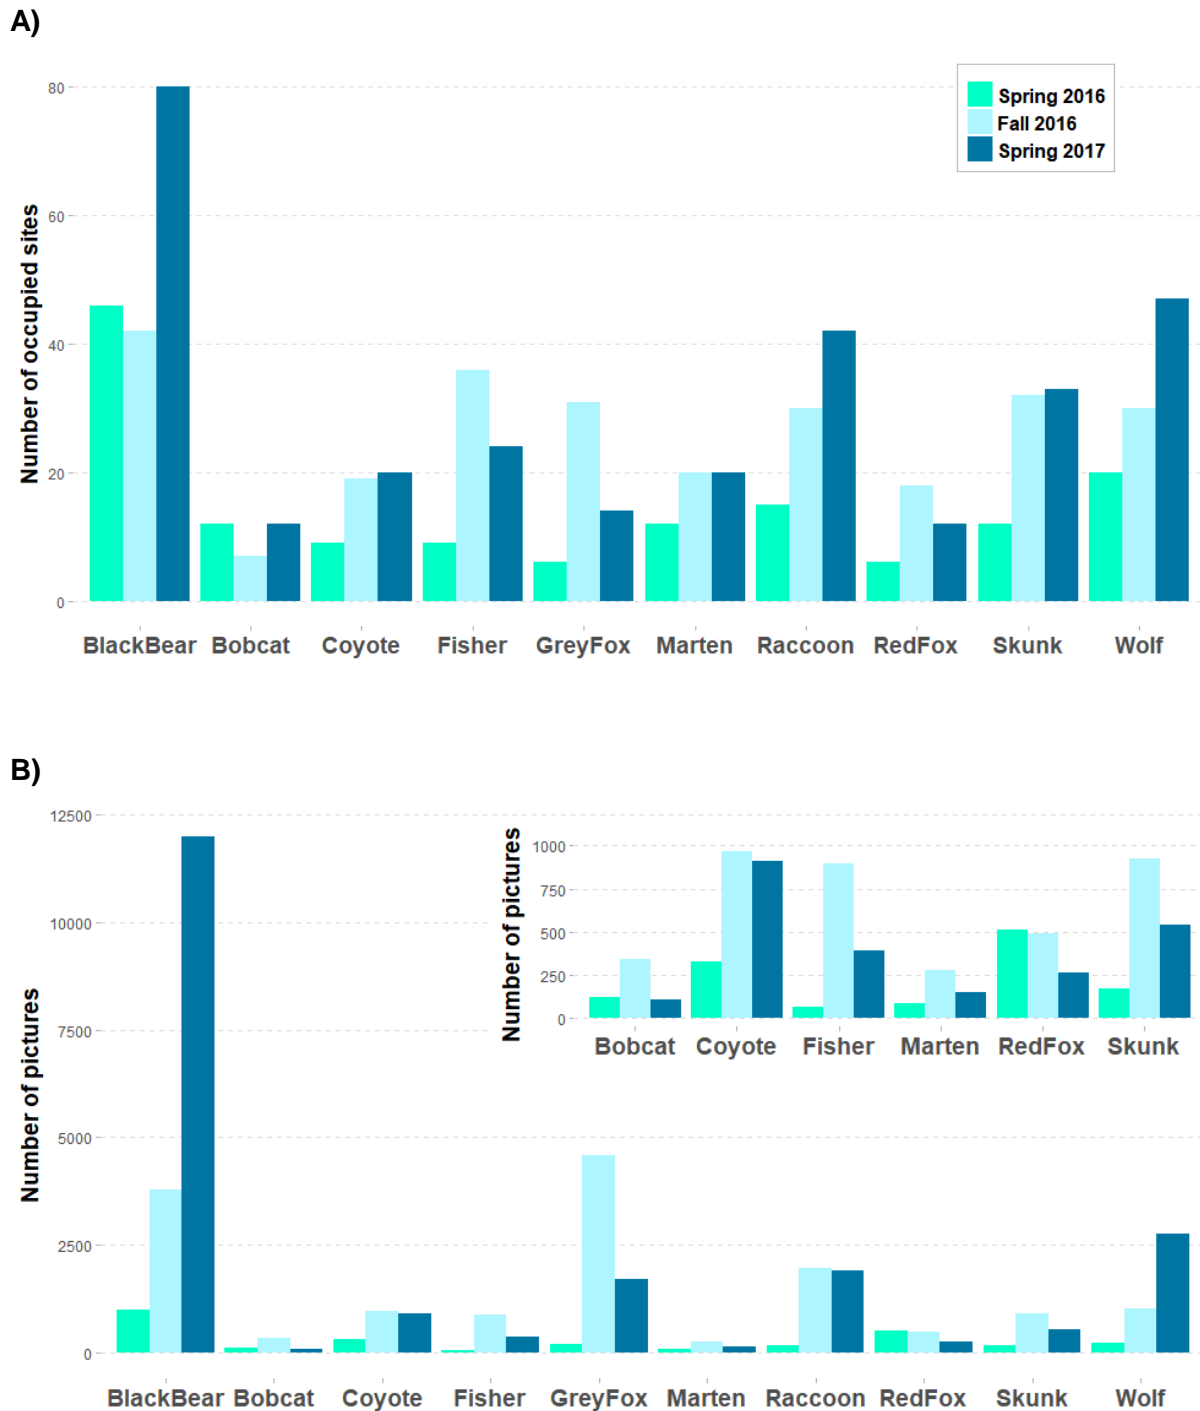 A)
80
60
40
20
0
Number of occupied sites
Spring 2016
Fall 2016
Spring 2017
BlackBear Bobcat Coyote Fisher GreyFox Marten Raccoon RedFox Skunk Wolf
B)
12500
10000
7500
5000
2500
0
Number of pictures
1000
750
500
250
0
Number of pictures
Bobcat Coyote Fisher Marten RedFox Skunk
BlackBear Bobcat Coyote Fisher GreyFox Marten Raccoon RedFox Skunk Wolf